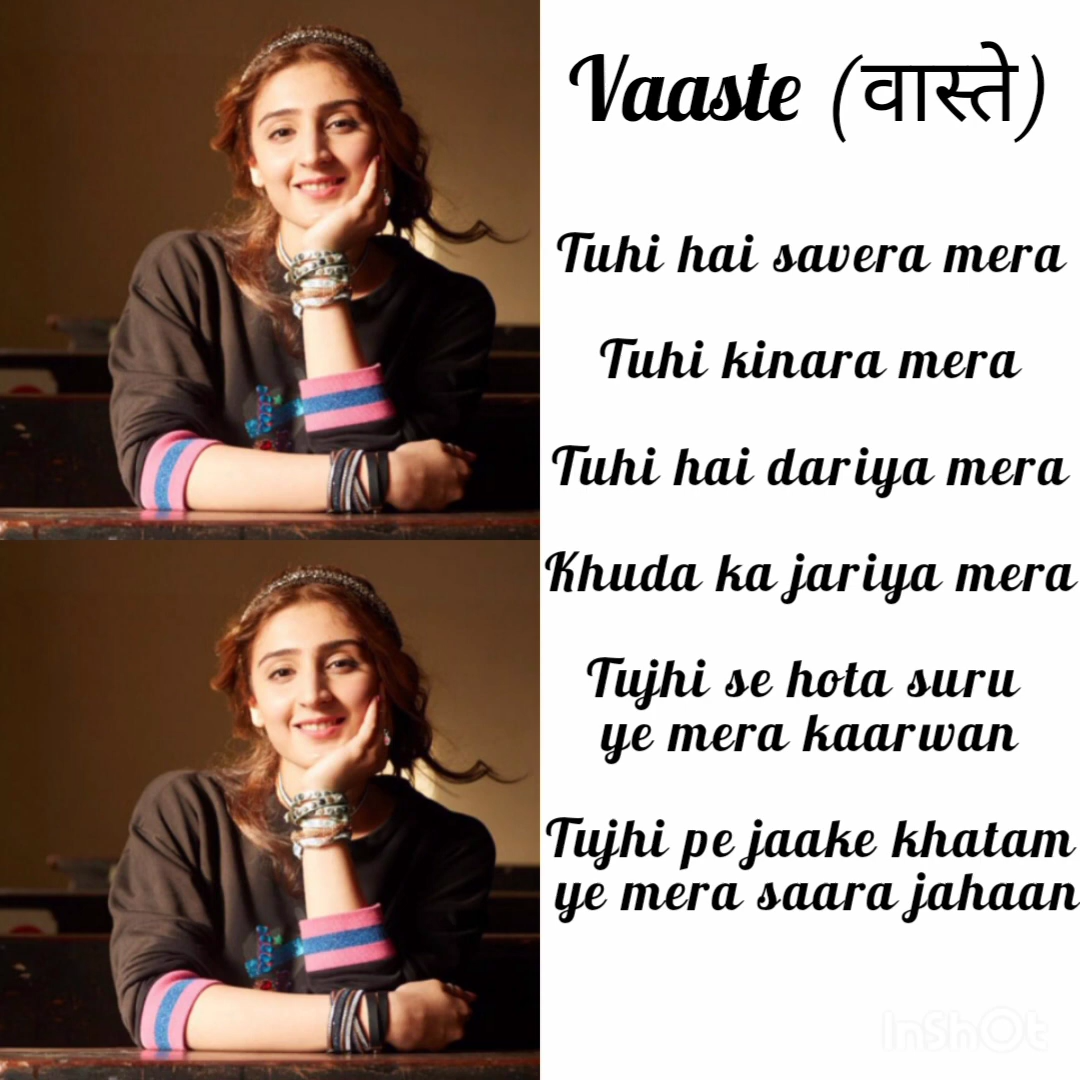 Vaaste (वास्ते)
Tuhi hai savera mera
Tuhi kinara mera
Tuhi hai dariya mera
Khuda ka jariya mera
Tujhi se hota suru
ye mera kaarwan
Tujhi pe jaake khatam
ye mera saara jahaan
InShOt